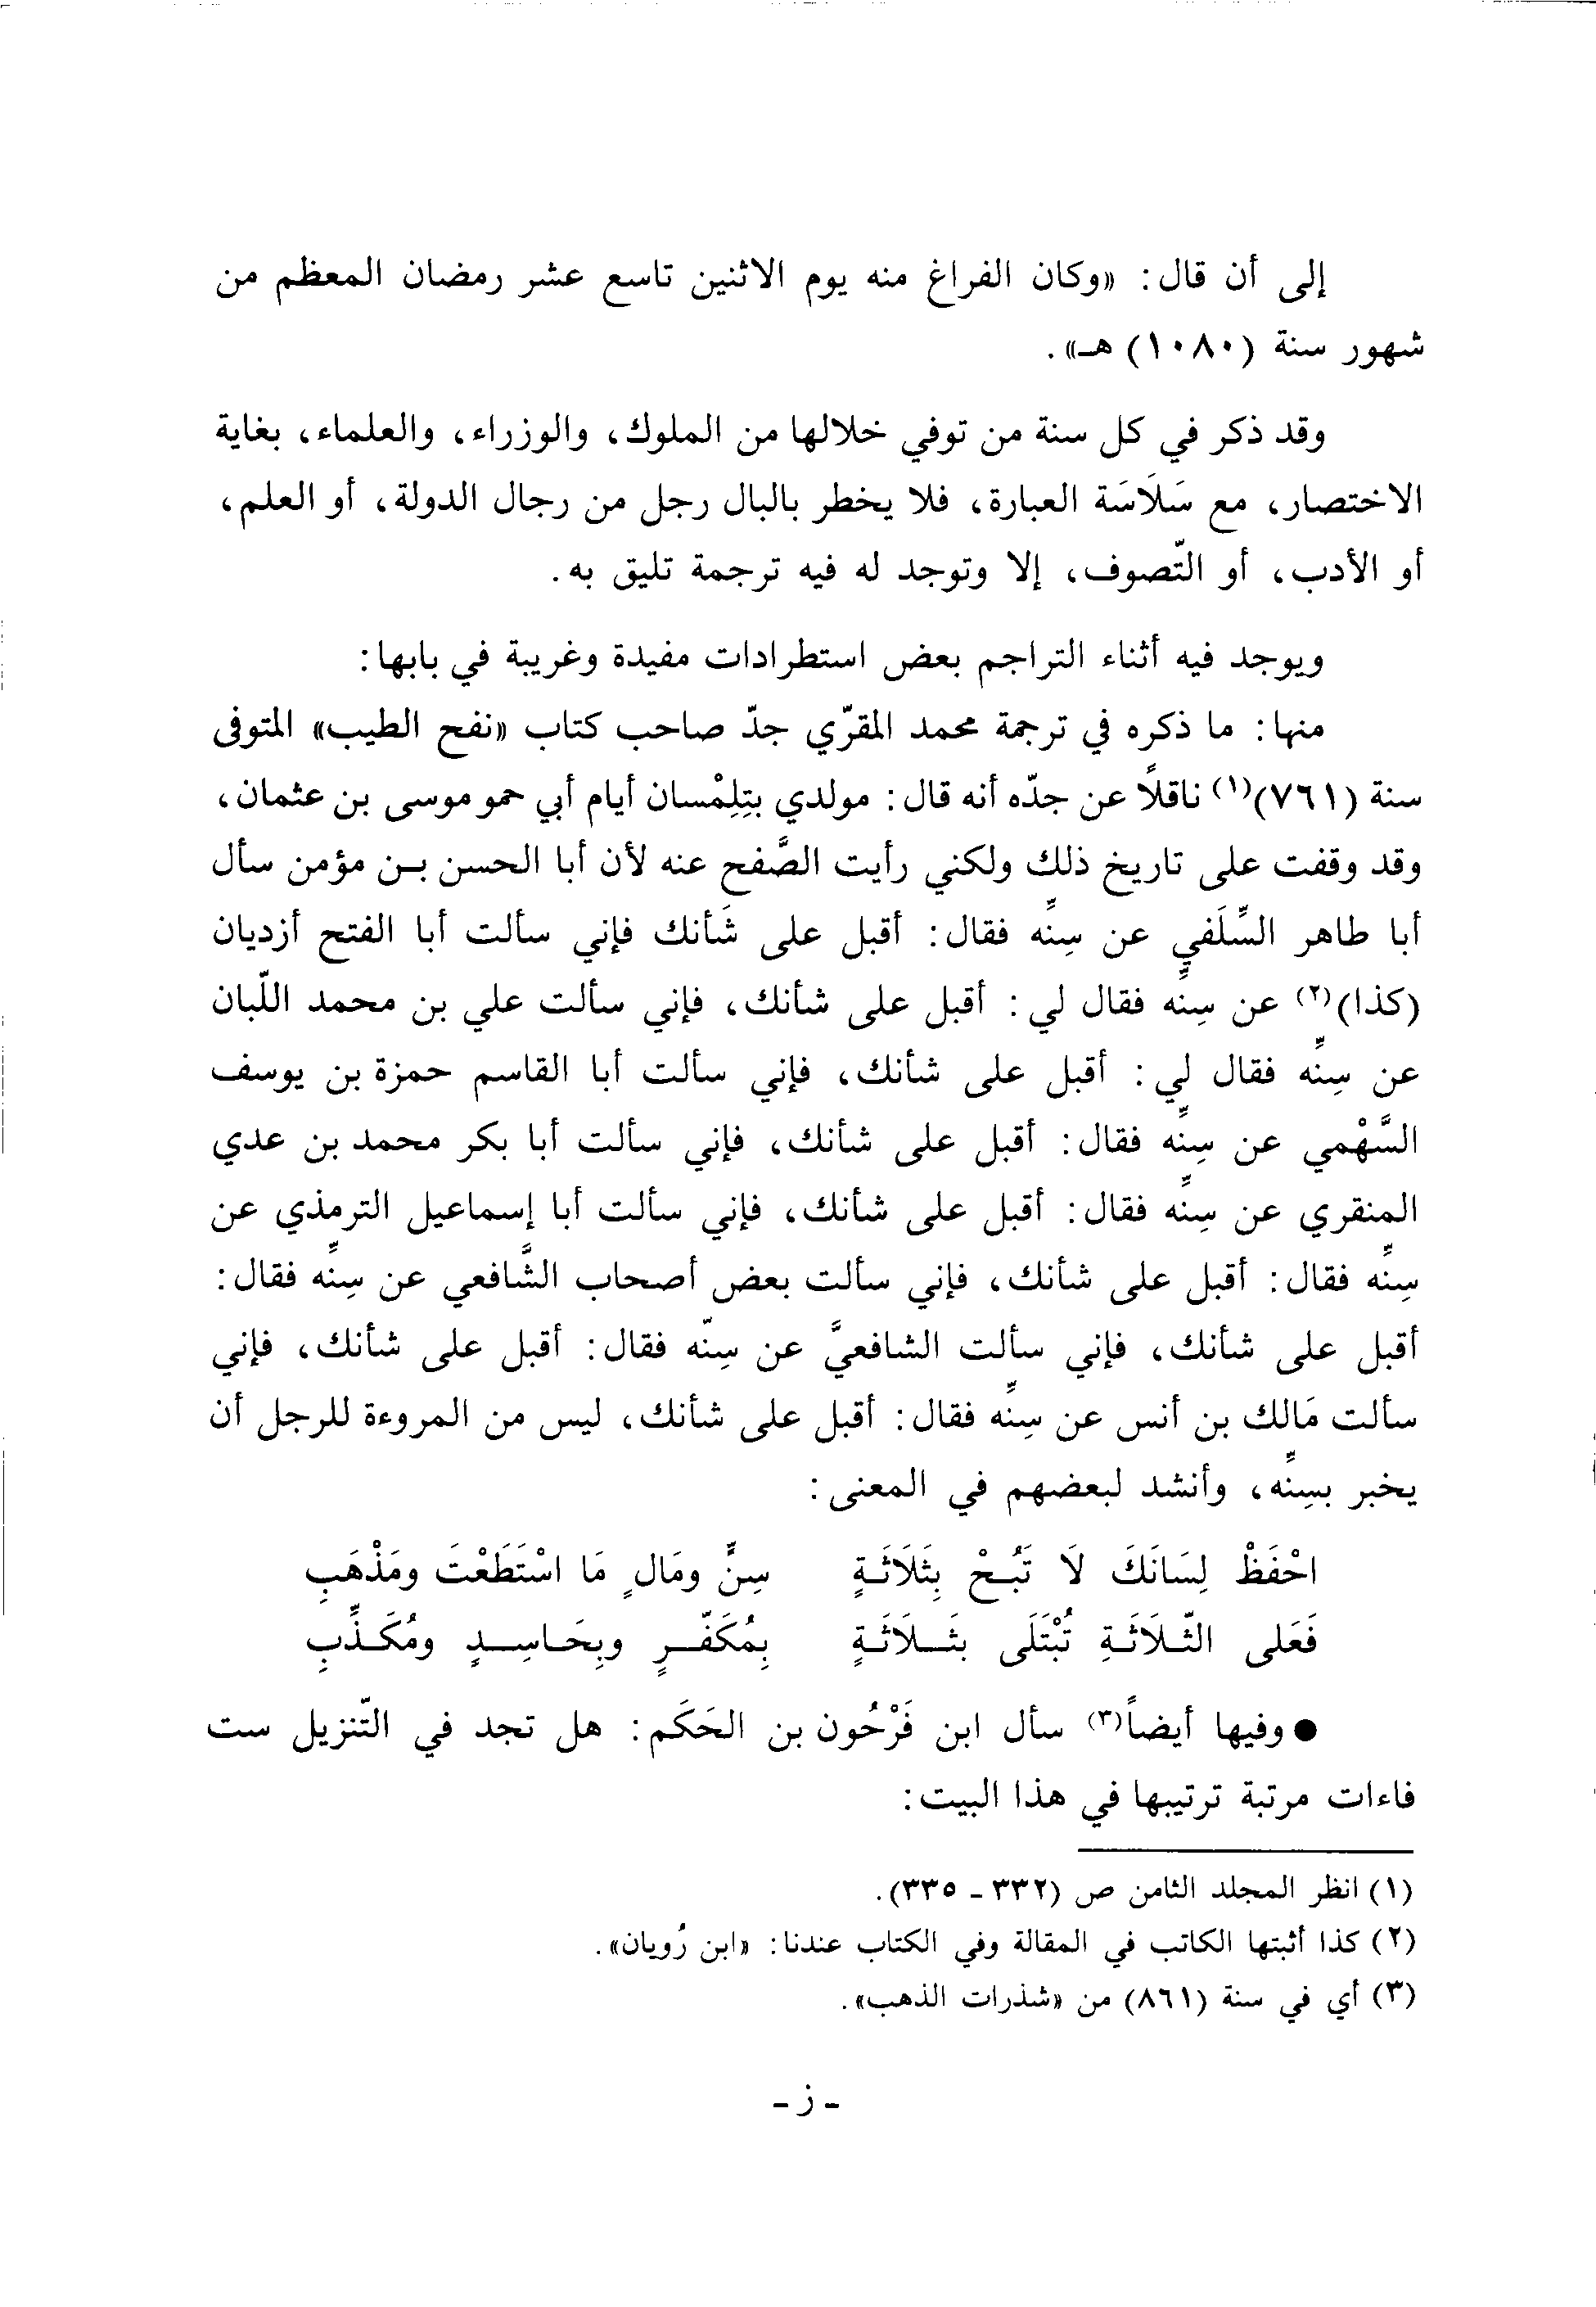 إلى أن قال: «وكان الفراغ منه يوم الاثنين تاسع عشر رمضان المعظم من
شهور سنة (١٠٨٠) هـ».
وقد ذكر في كل سنة من توفي خلالها من الملوك، والوزراء، والعلماء، بغاية
الاختصار، مع سَلَاسَة العبارة، فلا يخطر بالبال رجل من رجال الدولة، أو العلم،
أو الأدب، أو التّصوف، إلا وتوجد له فيه ترجمة تليق به.
ويوجد فيه أثناء التراجم بعض استطرادات مفيدة وغريبة في بابها:
منها: ما ذكره في ترجمة محمد المقرّي جدّ صاحب كتاب «نفح الطيب» المتوفى
سنة (٧٦١)(١) ناقلاً عن جدّه أنه قال: مولدي بتِلِمْسان أيام أبي حمو موسى بن عثمان،
وقد وقفت على تاريخ ذلك ولكني رأيت الصَّفح عنه لأن أبا الحسن بـن مؤمن سأل
أبا طاهر السِّلَفي عن سِنِّه فقال: أقبل على شَأنك فإني سألت أبا الفتح أزديان
(كذا)(٢) عن سِنِّه فقال لي: أقبل على شأنك، فإني سألت علي بن محمد اللّبان
عن سِنِّه فقال لي: أقبل على شأنك، فإني سألت أبا القاسم حمزة بن يوسف
السَّهْمي عن سِنِّه فقال: أقبل على شأنك، فإني سألت أبا بكر محمد بن عدي
المنقري عن سِنِّه فقال: أقبل على شأنك، فإني سألت أبا إسماعيل الترمذي عن
سِنِّه فقال: أقبل على شأنك، فإني سألت بعض أصحاب الشَّافعي عن سِنِّه فقال:
أقبل على شأنك، فإني سألت الشافعيَّ عن سِنّه فقال: أقبل على شأنك، فإني
سألت مَالك بن أنس عن سِنِّه فقال: أقبل على شأنك، ليس من المروءة للرجل أن
يخبر بسِنِّه، وأنشد لبعضهم في المعنى:
احْفَظْ لِسَانَكَ لَا تَبُـحْ بِثَلَاثَـةٍ سِنٍّ ومَالٍ مَا اسْتَطَعْتَ ومَذْهَبِ
فَعَلى الثّـلَاثَـةِ تُبْتَلَى بثَـــلَاثَـةٍ بِمُكَفّـــرٍ وبِحَـاسِـــدٍ ومُكَـذِّبِ
● وفيها أيضاً(٣) سأل ابن فَرْحُون بن الحَكَم: هل تجد في التّنزيل ست
فاءات مرتبة ترتيبها في هذا البيت:
(١) انظر المجلد الثامن ص (٣٣٢ - ٣٣٥).
(٢) كذا أثبتها الكاتب في المقالة وفي الكتاب عندنا: «ابن رُويان».
(٣) أي في سنة (٨٦١) من «شذرات الذهب».
- ز -